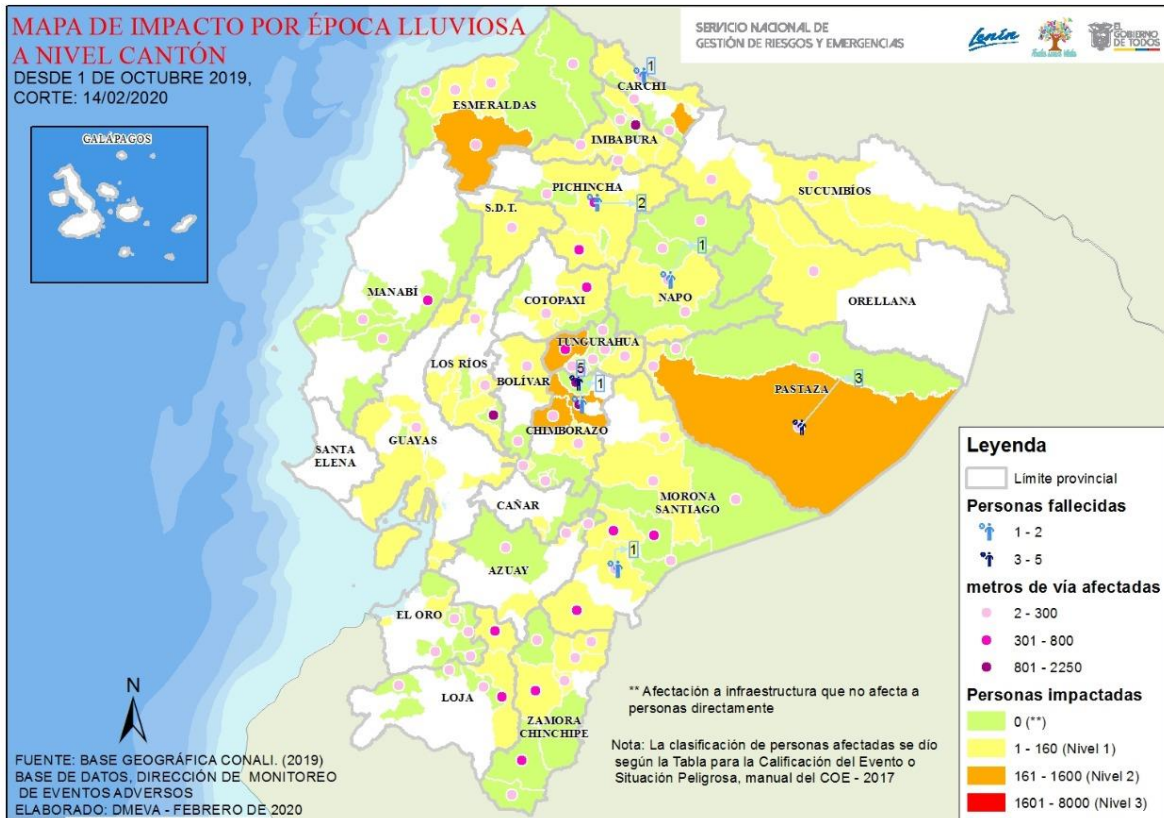 MAPA DE IMPACTO POR ÉPOCA LLUVIOSA
A NIVEL CANTÓN
DESDE 1 DE OCTUBRE 2019,
CORTE: 14/02/2020
SERVICIO NACIONAL DE
GESTIÓN DE RIESGOS Y EMERGENCIAS
Lenín
Toda una Vida
EL
GOBIERNO
DE TODOS
GALÁPAGOS
1
CARCHI
ESMERALDAS
IMBABURA
SUCUMBÍOS
PICHINCHA
2
S.D.T.
1
MANABÍ
COTOPAXI
NAPO
ORELLANA
TUNGURAHUA
LOS RÍOS
5
BOLÍVAR
1
PASTAZA
3
CHIMBORAZO
GUAYAS
SANTA
ELENA
CAÑAR
MORONA
SANTIAGO
AZUAY
1
EL ORO
LOJA
ZAMORA
CHINCHIPE
N
FUENTE: BASE GEOGRÁFICA CONALI. (2019)
BASE DE DATOS, DIRECCIÓN DE MONITOREO
DE EVENTOS ADVERSOS
ELABORADO: DMEVA - FEBRERO DE 2020
** Afectación a infraestructura que no afecta a
personas directamente
Nota: La clasificación de personas afectadas se dío
según la Tabla para la Calificación del Evento o
Situación Peligrosa, manual del COE - 2017
Leyenda
Límite provincial
Personas fallecidas
1 - 2
3 - 5
metros de vía afectadas
2 - 300
301 - 800
801 - 2250
Personas impactadas
0 (**)
1 - 160 (Nivel 1)
161 - 1600 (Nivel 2)
1601 - 8000 (Nivel 3)